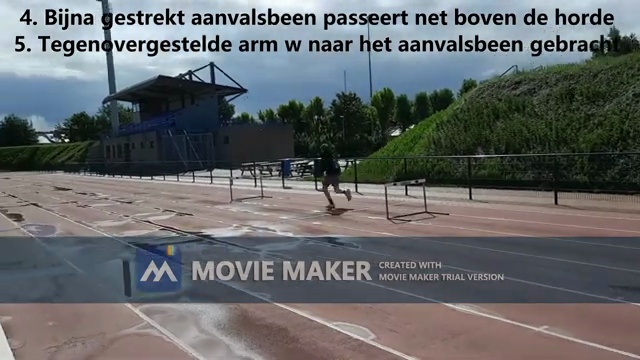 4. Bijna gestrekt aanvalsbeen passeert net boven de horde
5. Tegenovergestelde arm w naar het aanvalsbeen gebracht
MOVIE MAKER
CREATED WITH
MOVIE MAKER TRIAL VERSION